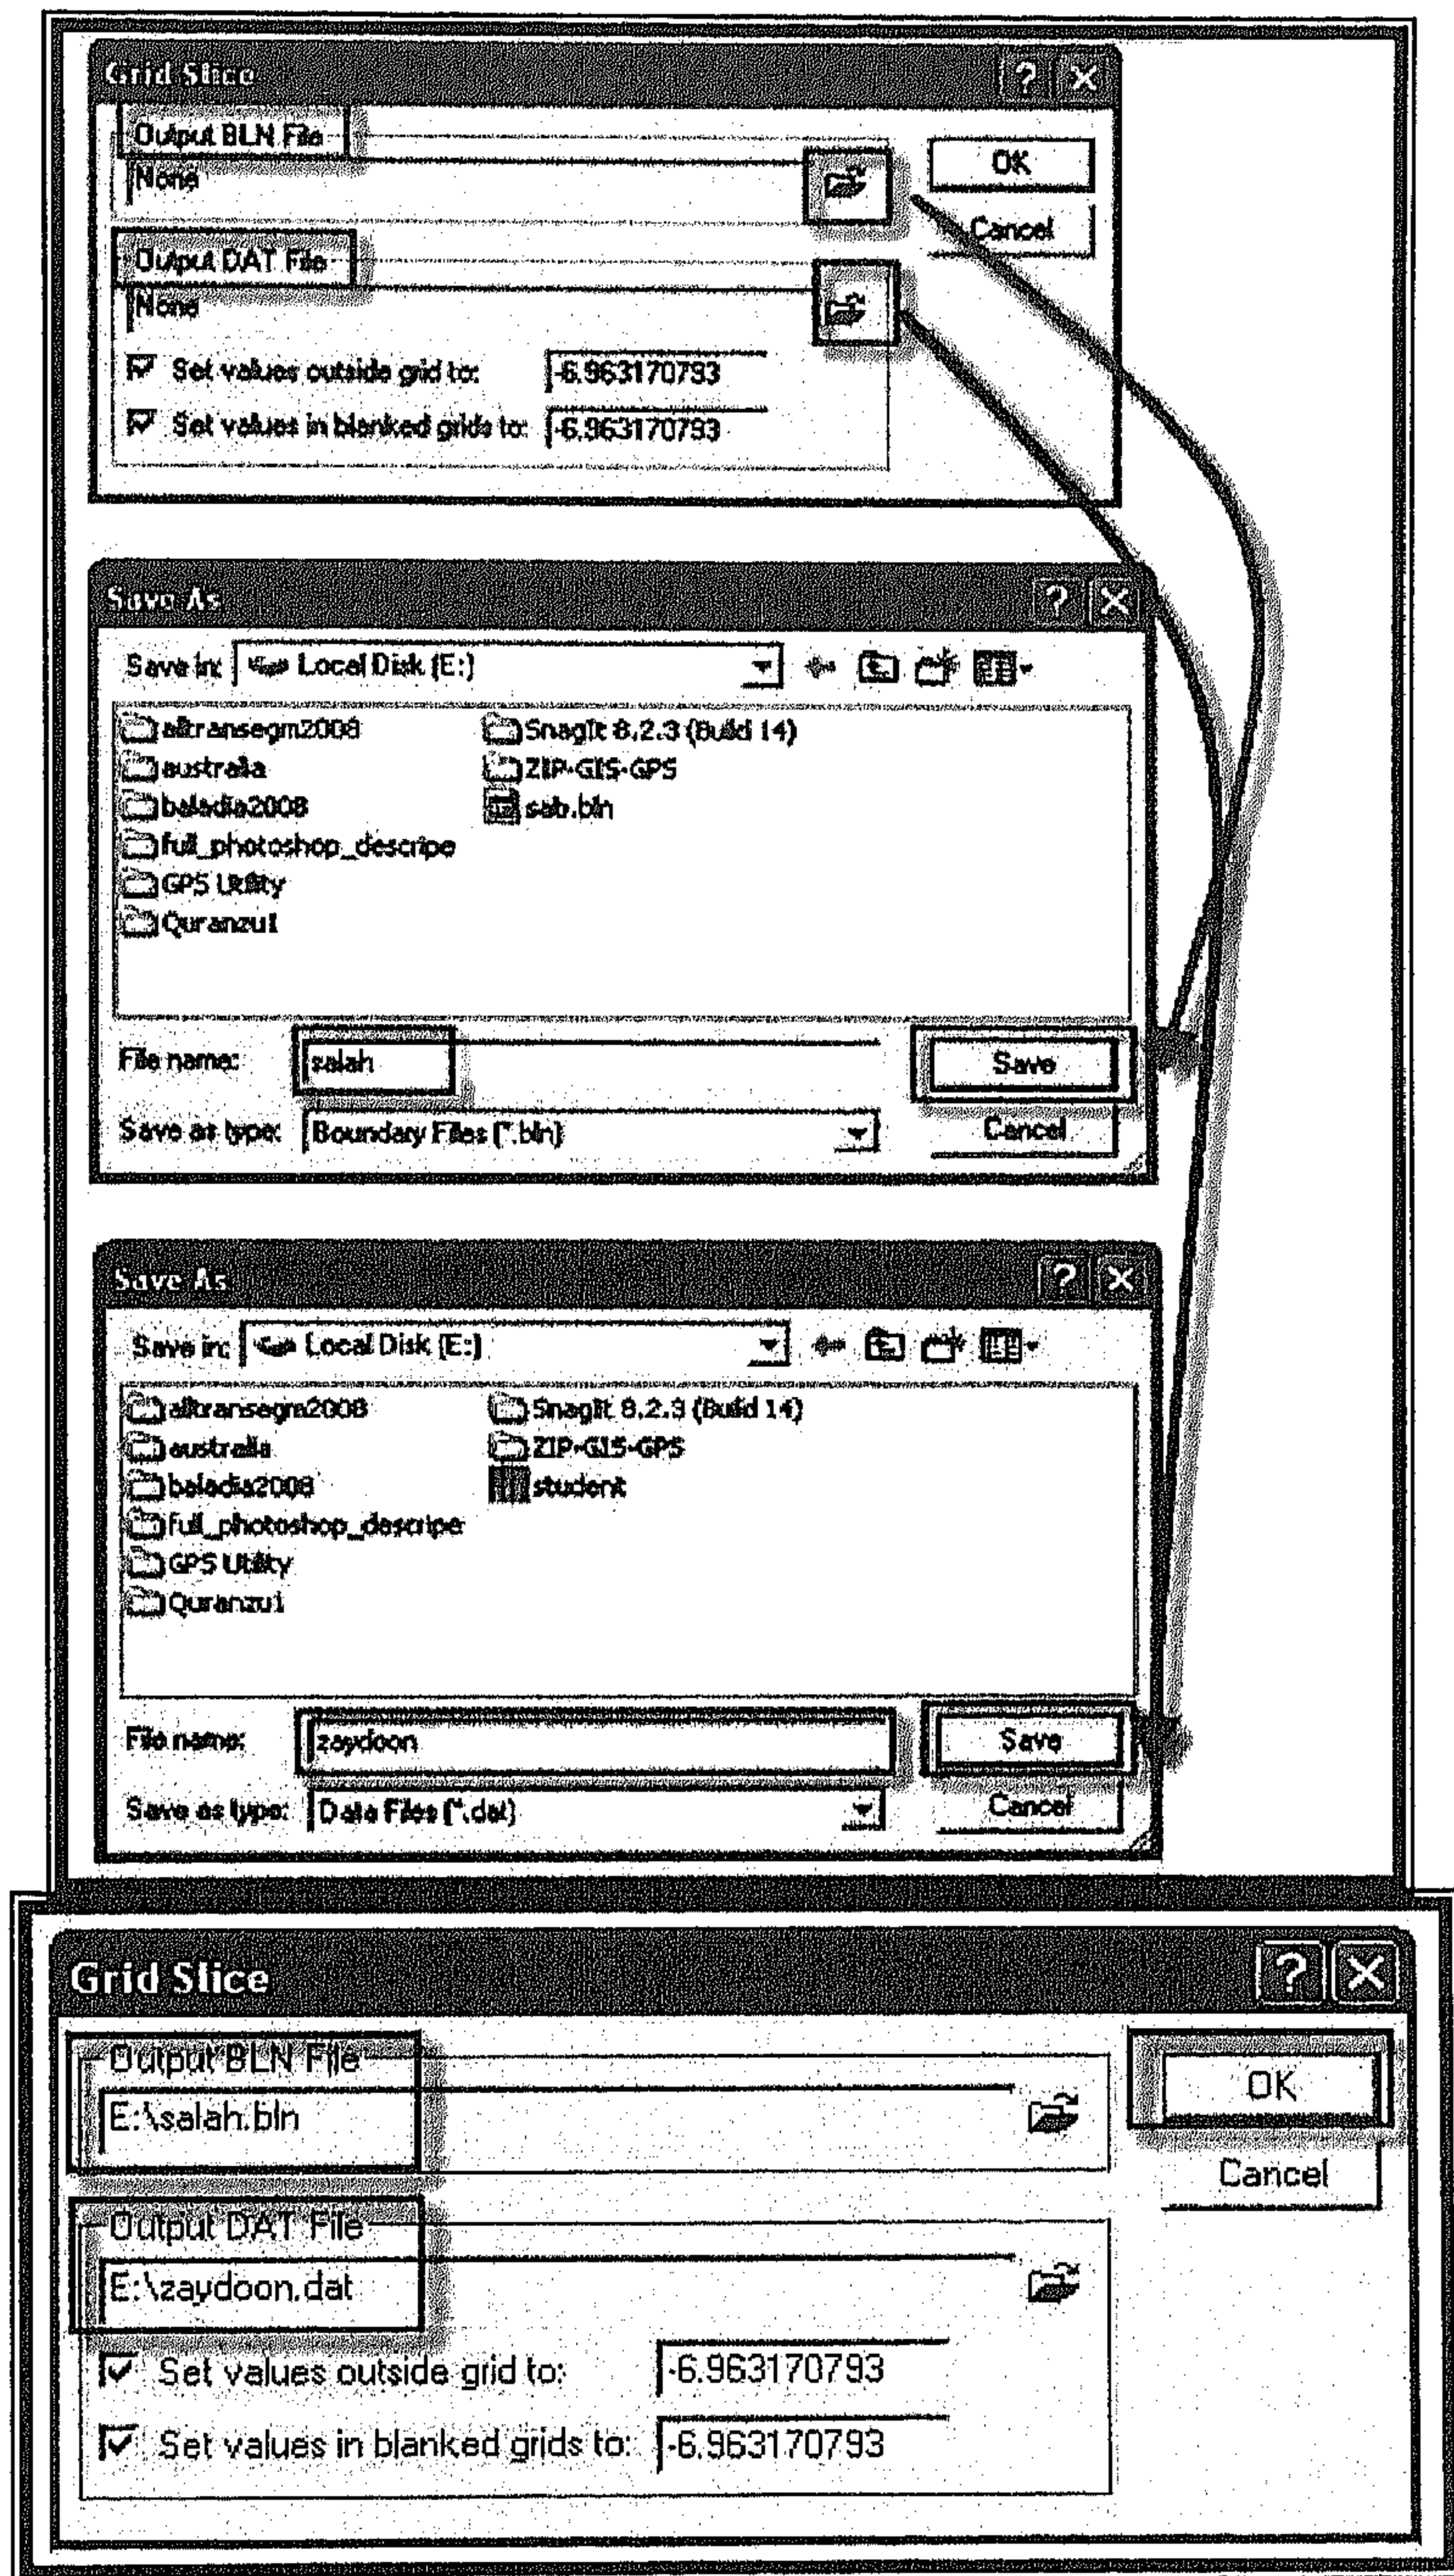 Grid Slice
Output BLN File
None
OK
Cancel
Output DAT File
None
Set values outside grid to: -6.963170793
Set values in blanked grids to: -6.963170793
Save As
Save in: Local Disk (E:)
alltransegm2008
australia
baladia2008
full_photoshop_descripe
GPS Utility
Quranzu1
SnagIt 8.2.3 (Build 14)
ZIP-GIS-GPS
sab.bln
File name: salah
Save
Save as type: Boundary Files (*.bln)
Cancel
Save As
Save in: Local Disk (E:)
alltransegm2008
australia
baladia2008
full_photoshop_descripe
GPS Utility
Quranzu1
SnagIt 8.2.3 (Build 14)
ZIP-GIS-GPS
student
File name: zaydoon
Save
Save as type: Data Files (*.dat)
Cancel
Grid Slice
Output BLN File
E:\salah.bln
OK
Cancel
Output DAT File
E:\zaydoon.dat
Set values outside grid to: -6.963170793
Set values in blanked grids to: -6.963170793